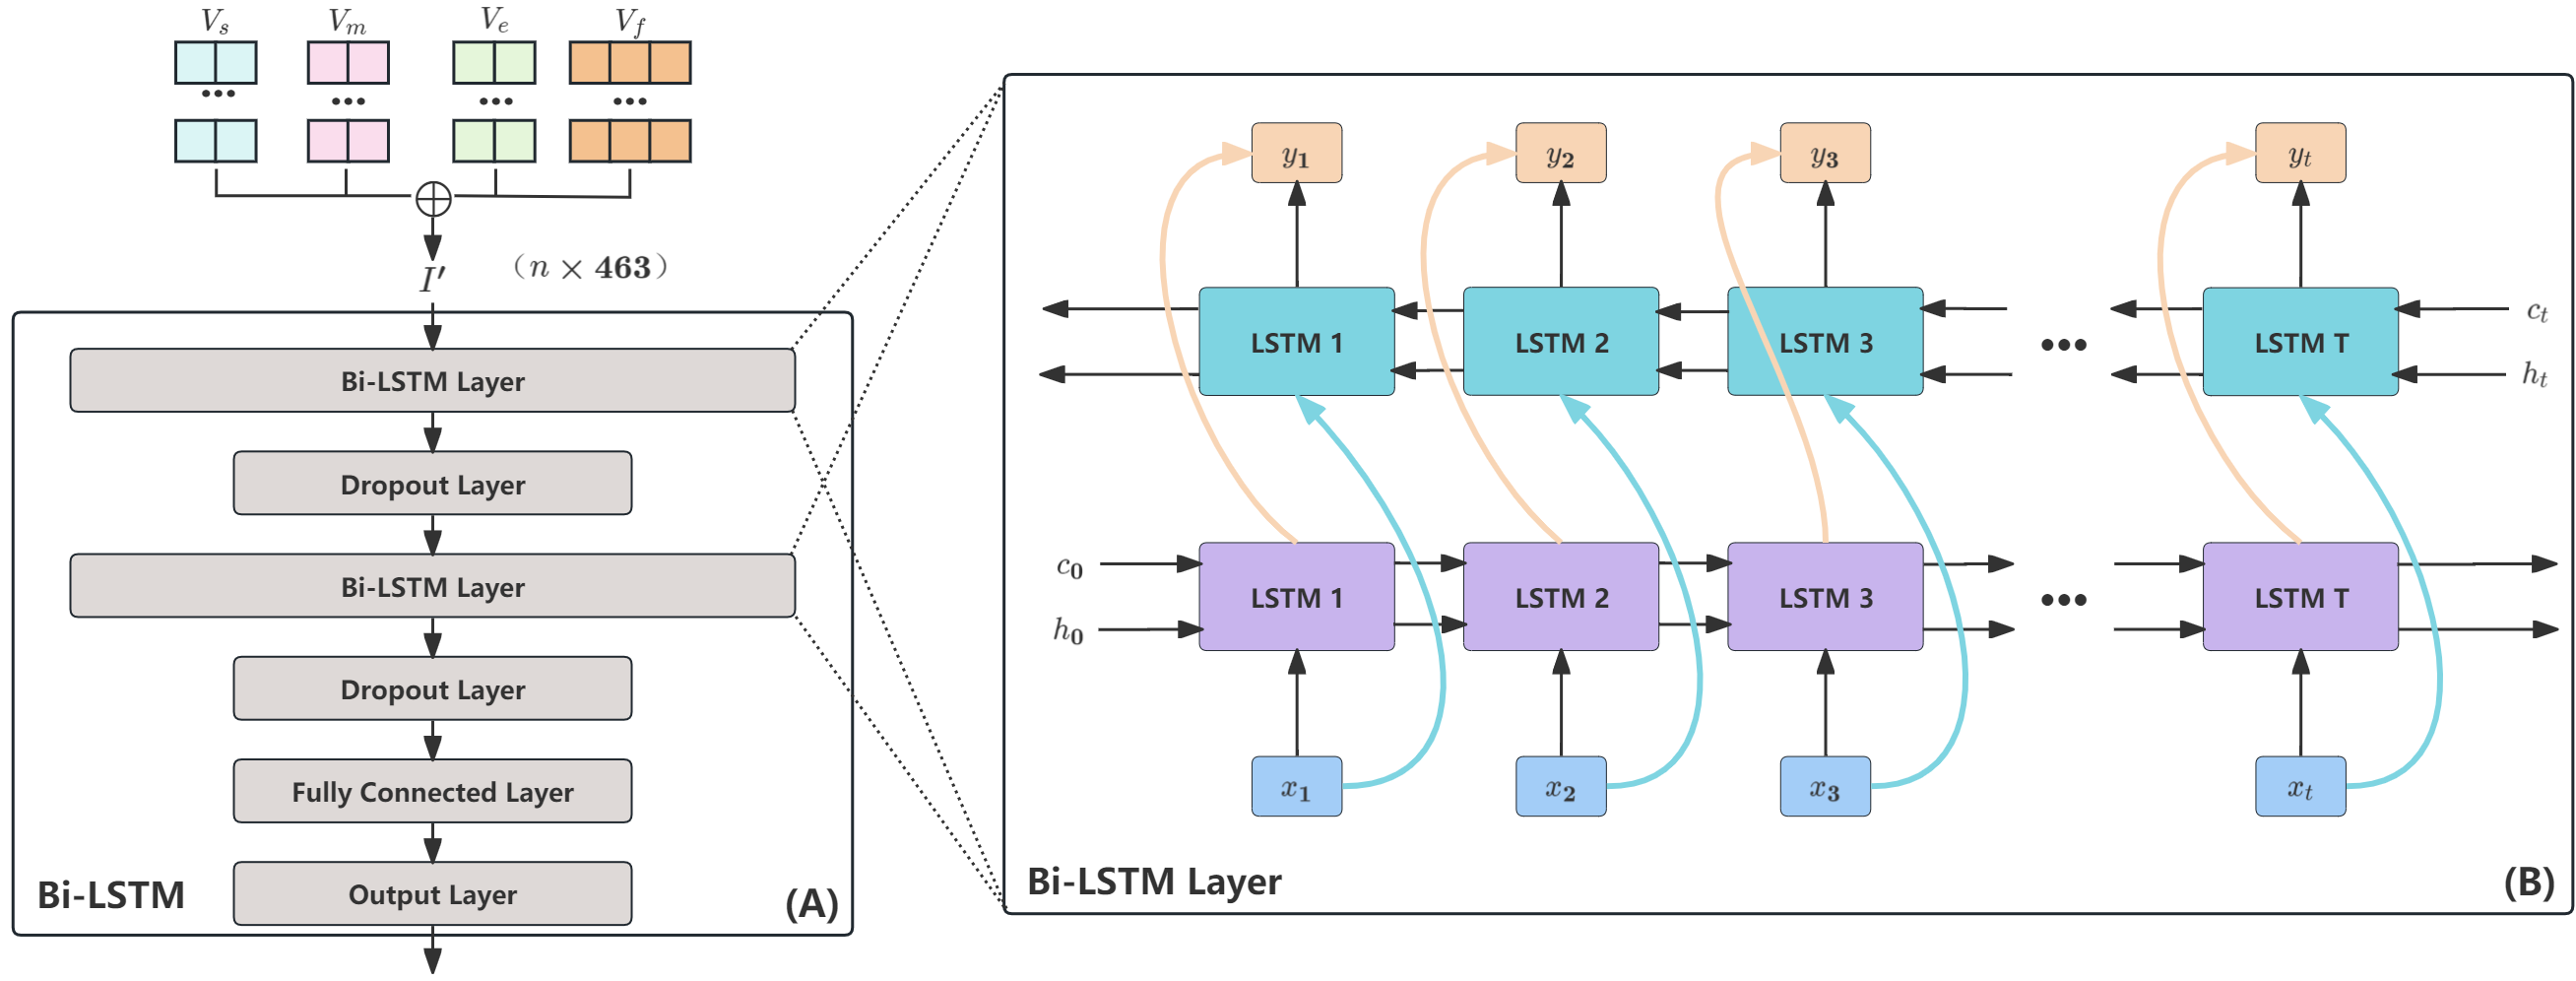 V_s V_m V_e V_f
I′ (n × 463)
Bi-LSTM Layer
Dropout Layer
Bi-LSTM Layer
Dropout Layer
Fully Connected Layer
Output Layer
Bi-LSTM
(A)
y_1 y_2 y_3 y_t
c_t
LSTM 1 LSTM 2 LSTM 3 ••• LSTM T
h_t
c_0
LSTM 1 LSTM 2 LSTM 3 ••• LSTM T
h_0
x_1 x_2 x_3 x_t
Bi-LSTM Layer
(B)